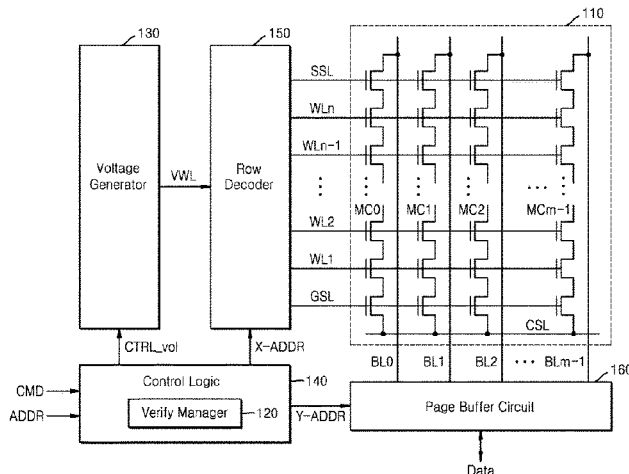 130
150
110
SSL
WLn
WLn-1
Voltage
Generator
VWL
Row
Decoder
MC0
MC1
MC2
MCm-1
WL2
WL1
GSL
CSL
CTRL_vol
X-ADDR
BL0
BL1
BL2
BLm-1
160
CMD
ADDR
Control Logic
140
Verify Manager
120
Y-ADDR
Page Buffer Circuit
Data